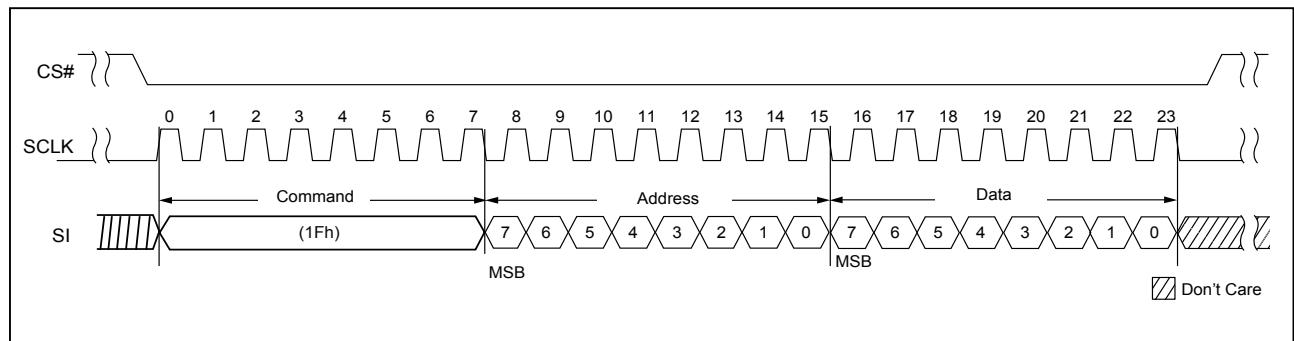 CS#
0 1 2 3 4 5 6 7 8 9 10 11 12 13 14 15 16 17 18 19 20 21 22 23
SCLK
Command Address Data
SI (1Fh) 7 6 5 4 3 2 1 0 7 6 5 4 3 2 1 0
MSB MSB
Don't Care